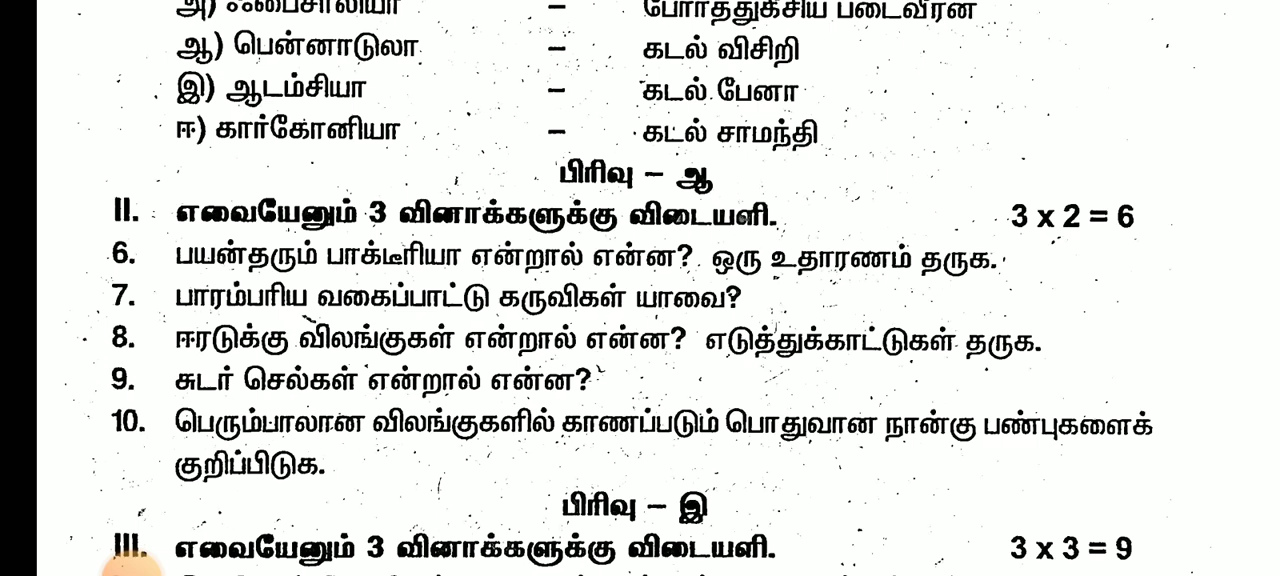 அ) ஃபைசாலியா – போர்த்துகீசிய படைவீரன்
ஆ) பென்னாடுலா – கடல் விசிறி
இ) ஆடம்சியா – கடல் பேனா
ஈ) கார்கோனியா – கடல் சாமந்தி
பிரிவு – ஆ
II. எவையேனும் 3 வினாக்களுக்கு விடையளி. 3 x 2 = 6
6. பயன்தரும் பாக்டீரியா என்றால் என்ன? ஒரு உதாரணம் தருக.
7. பாரம்பரிய வகைப்பாட்டு கருவிகள் யாவை?
8. ஈரடுக்கு விலங்குகள் என்றால் என்ன? எடுத்துக்காட்டுகள் தருக.
9. சுடர் செல்கள் என்றால் என்ன?
10. பெரும்பாலான விலங்குகளில் காணப்படும் பொதுவான நான்கு பண்புகளைக்
குறிப்பிடுக.
பிரிவு – இ
III. எவையேனும் 3 வினாக்களுக்கு விடையளி. 3 x 3 = 9